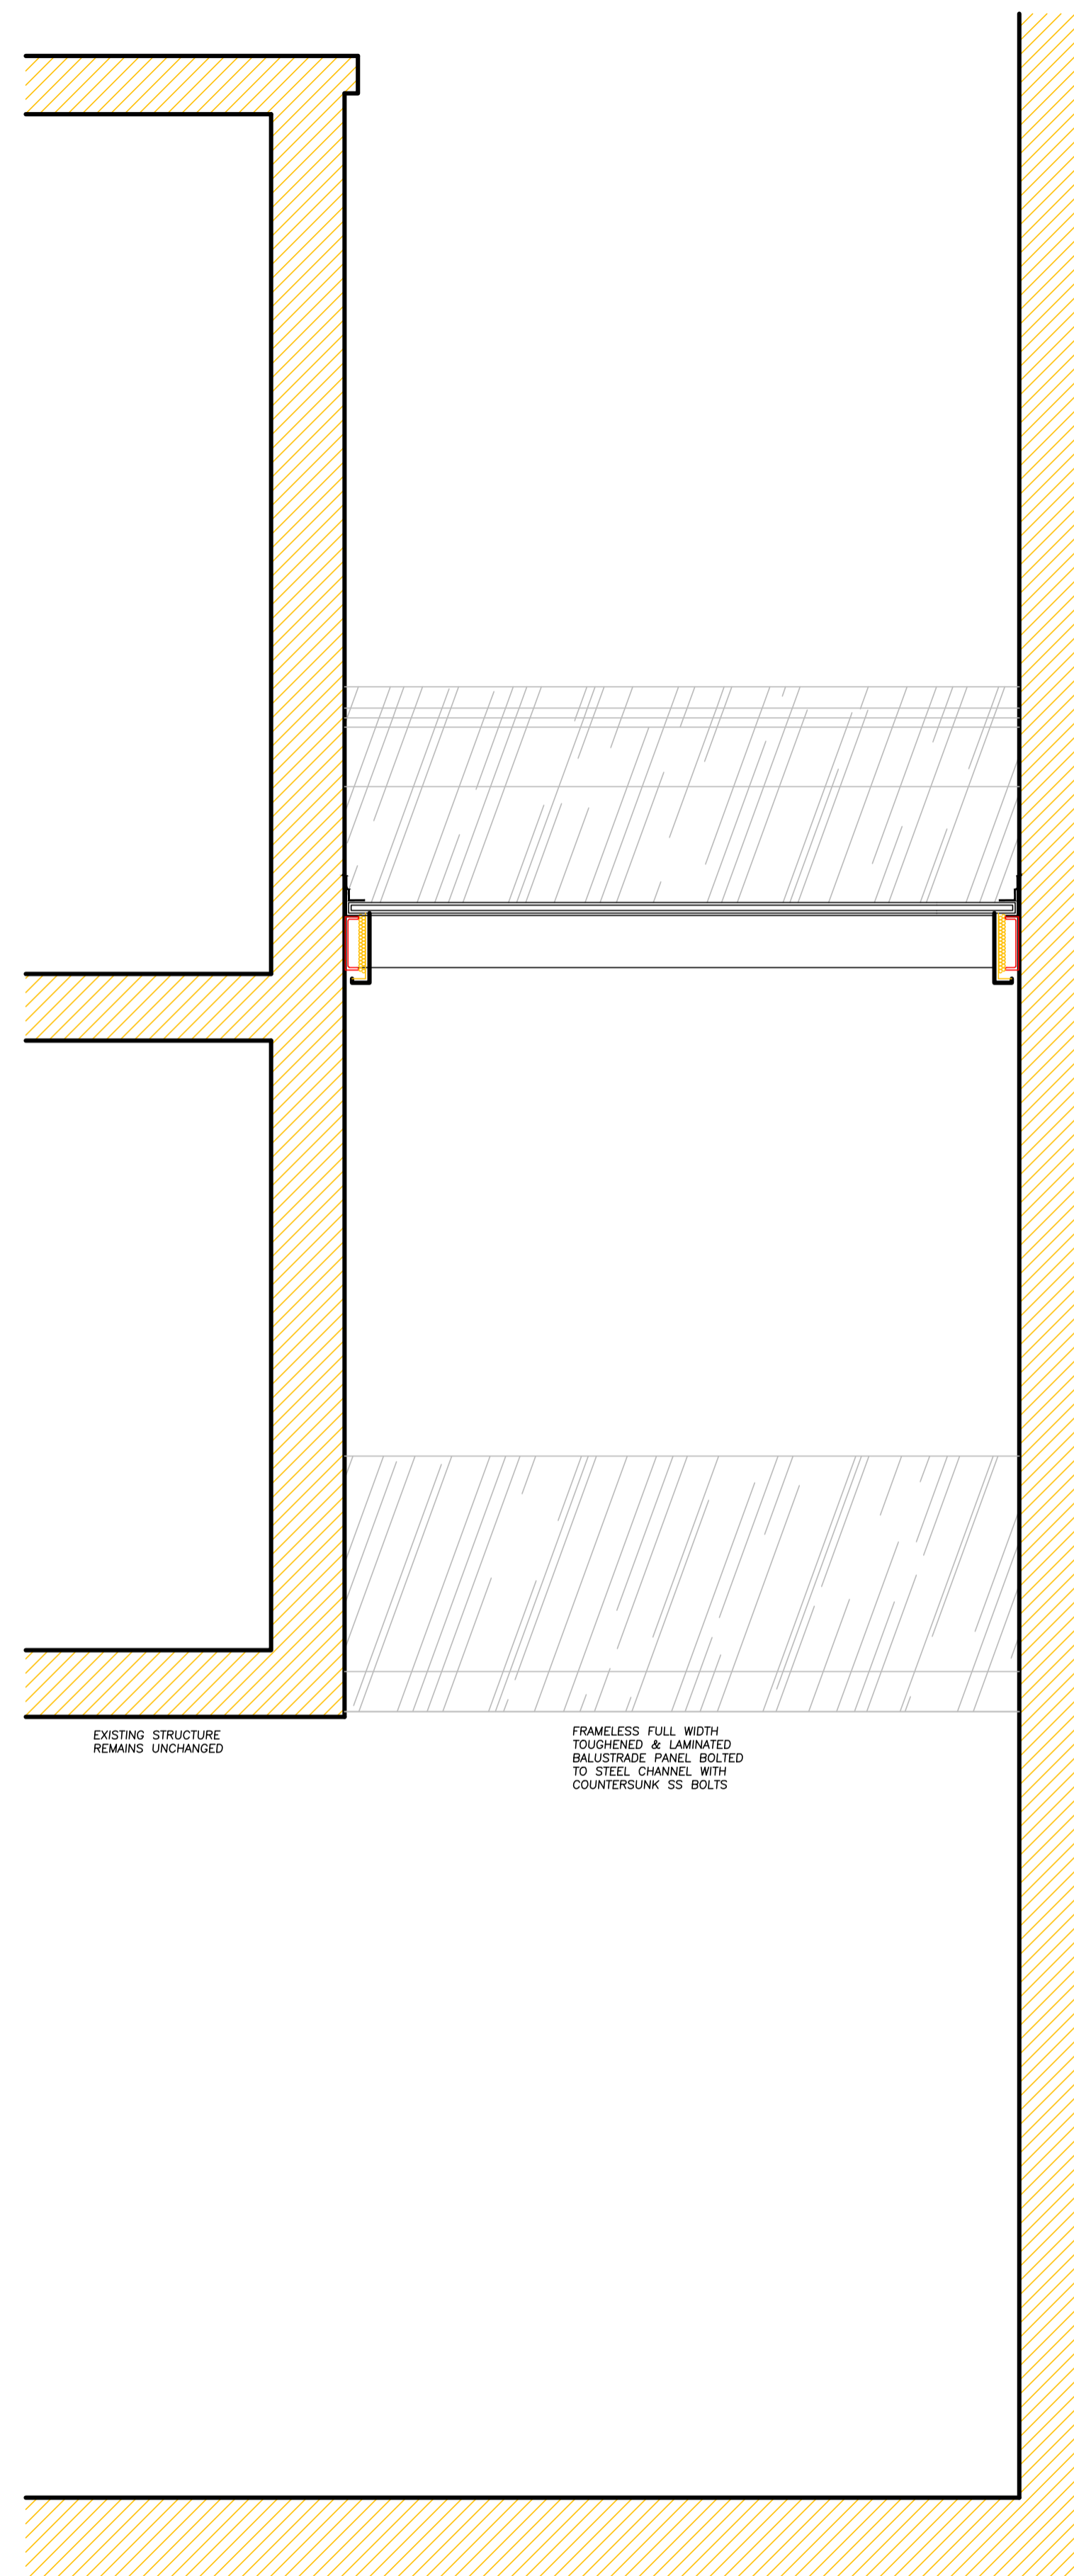 EXISTING STRUCTURE
REMAINS UNCHANGED
FRAMELESS FULL WIDTH
TOUGHENED & LAMINATED
BALUSTRADE PANEL BOLTED
TO STEEL CHANNEL WITH
COUNTERSUNK SS BOLTS